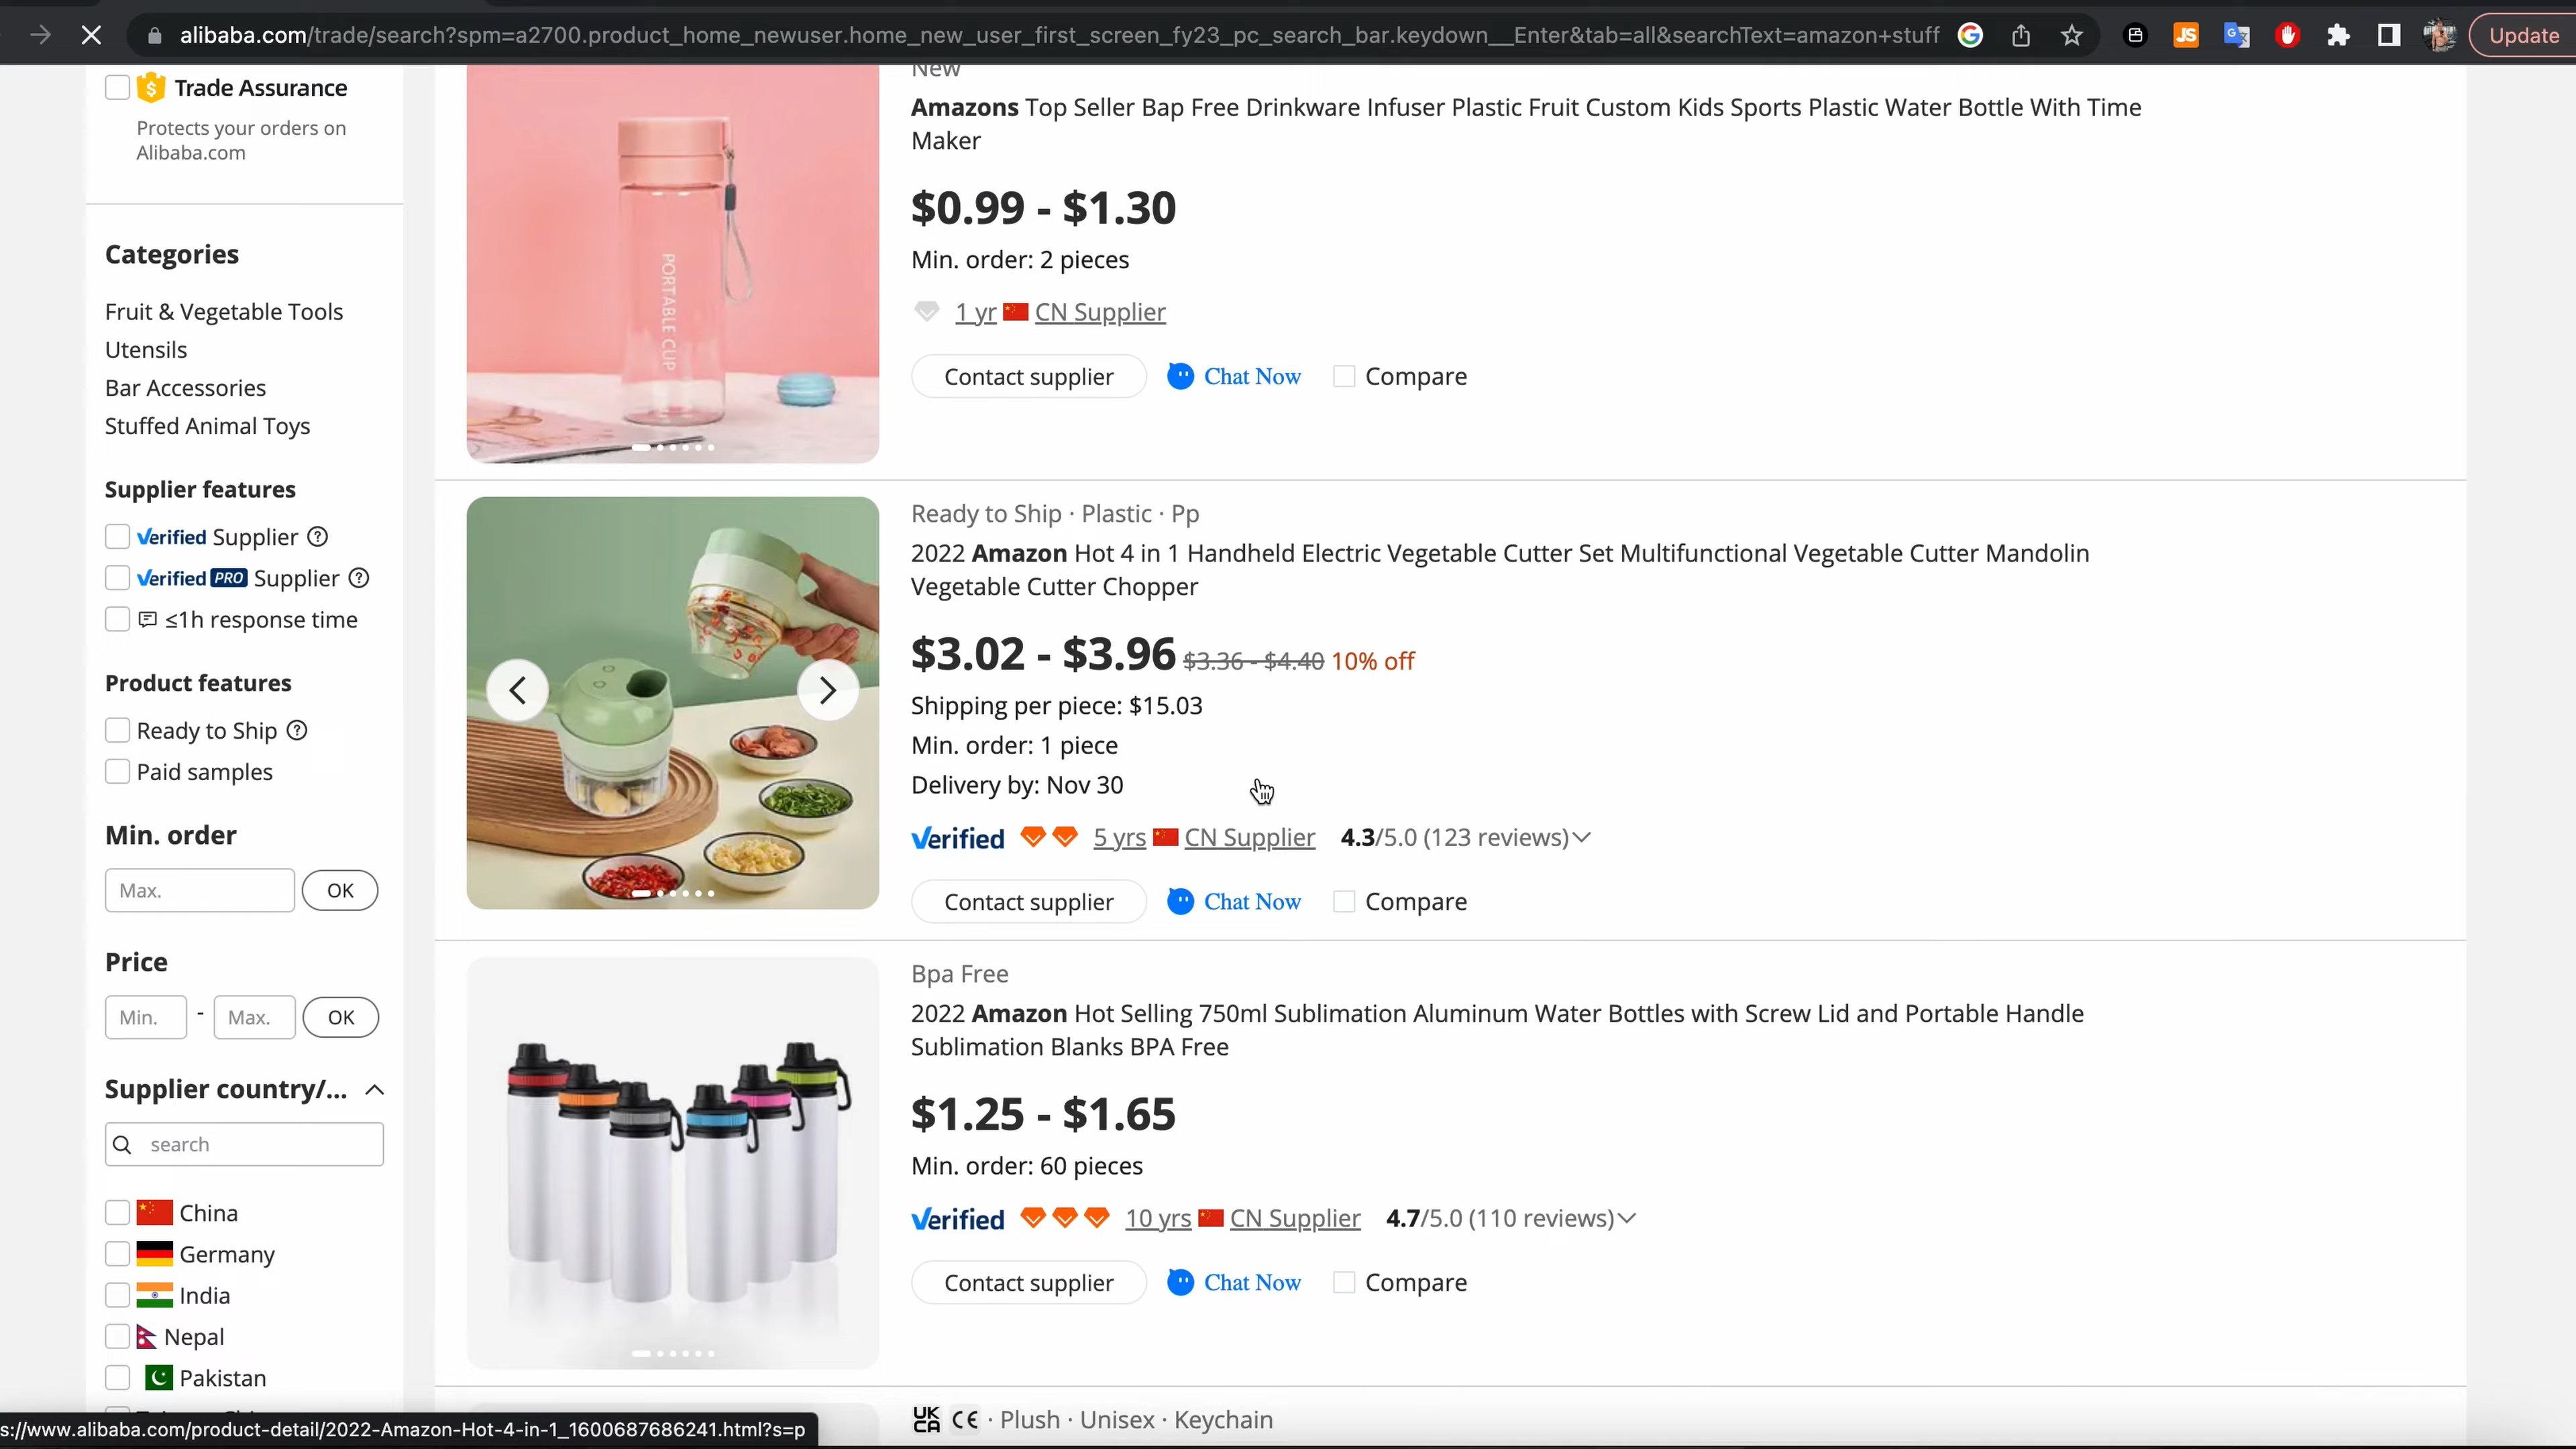 alibaba.com/trade/search?spm=a2700.product_home_newuser.home_new_user_first_screen_fy23_pc_search_bar.keydown__Enter&tab=all&searchText=amazon+stuff
JS
Update
Trade Assurance
Protects your orders on
Alibaba.com
Categories
Fruit & Vegetable Tools
Utensils
Bar Accessories
Stuffed Animal Toys
Supplier features
Verified Supplier
Verified PRO Supplier
≤1h response time
Product features
Ready to Ship
Paid samples
Min. order
Max.
OK
Price
Min. - Max.
OK
Supplier country/...
search
China
Germany
India
Nepal
Pakistan
New
Amazons Top Seller Bap Free Drinkware Infuser Plastic Fruit Custom Kids Sports Plastic Water Bottle With Time
Maker
$0.99 - $1.30
Min. order: 2 pieces
1 yr CN Supplier
Contact supplier Chat Now Compare
PORTABLE CUP
Ready to Ship · Plastic · Pp
2022 Amazon Hot 4 in 1 Handheld Electric Vegetable Cutter Set Multifunctional Vegetable Cutter Mandolin
Vegetable Cutter Chopper
$3.02 - $3.96 $3.36 - $4.40 10% off
Shipping per piece: $15.03
Min. order: 1 piece
Delivery by: Nov 30
Verified 5 yrs CN Supplier 4.3/5.0 (123 reviews)
Contact supplier Chat Now Compare
Bpa Free
2022 Amazon Hot Selling 750ml Sublimation Aluminum Water Bottles with Screw Lid and Portable Handle
Sublimation Blanks BPA Free
$1.25 - $1.65
Min. order: 60 pieces
Verified 10 yrs CN Supplier 4.7/5.0 (110 reviews)
Contact supplier Chat Now Compare
UK CA CE · Plush · Unisex · Keychain
s://www.alibaba.com/product-detail/2022-Amazon-Hot-4-in-1_1600687686241.html?s=p